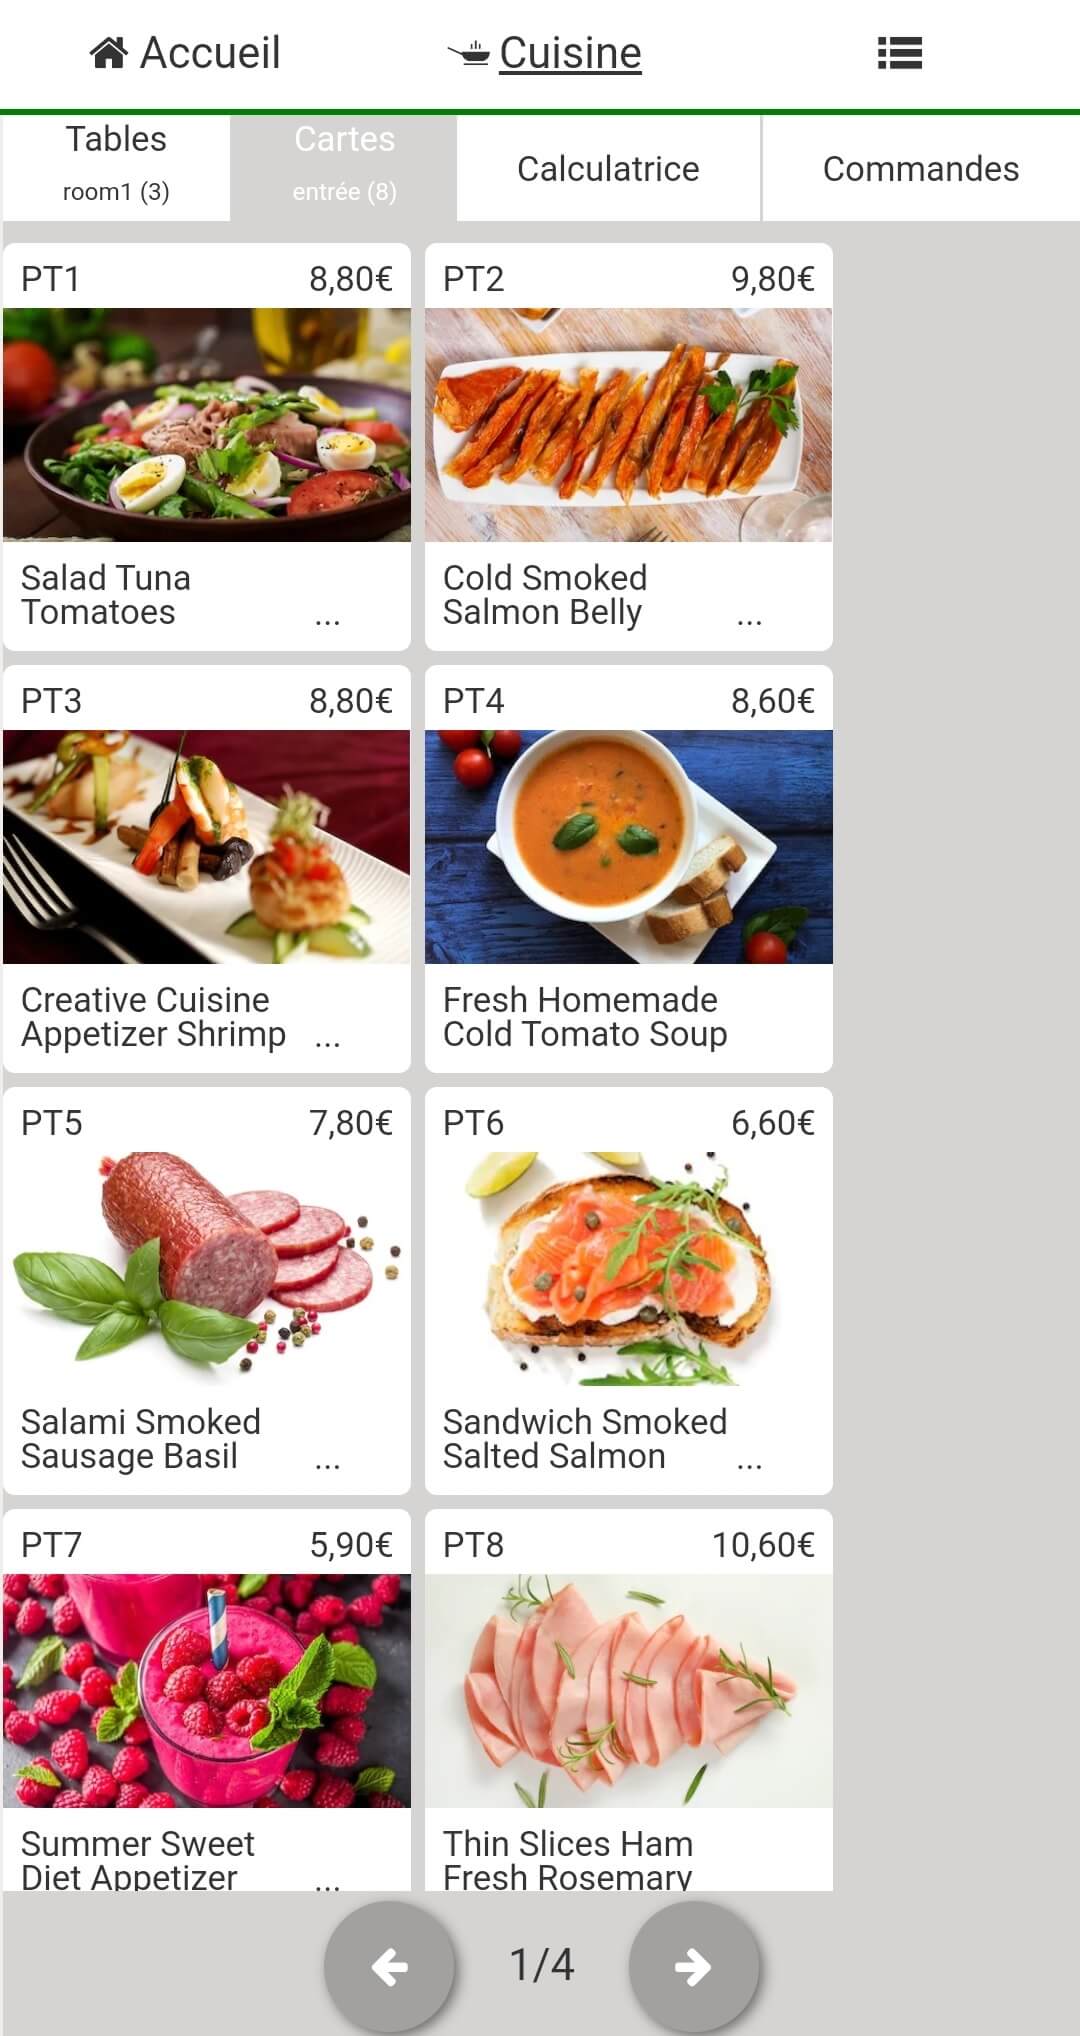 Accueil
Cuisine
Tables
room1 (3)
Cartes
entrée (8)
Calculatrice
Commandes
PT1 8,80€
Salad Tuna
Tomatoes ...
PT2 9,80€
Cold Smoked
Salmon Belly ...
PT3 8,80€
Creative Cuisine
Appetizer Shrimp ...
PT4 8,60€
Fresh Homemade
Cold Tomato Soup
PT5 7,80€
Salami Smoked
Sausage Basil ...
PT6 6,60€
Sandwich Smoked
Salted Salmon ...
PT7 5,90€
Summer Sweet
Diet Appetizer ...
PT8 10,60€
Thin Slices Ham
Fresh Rosemary
1/4